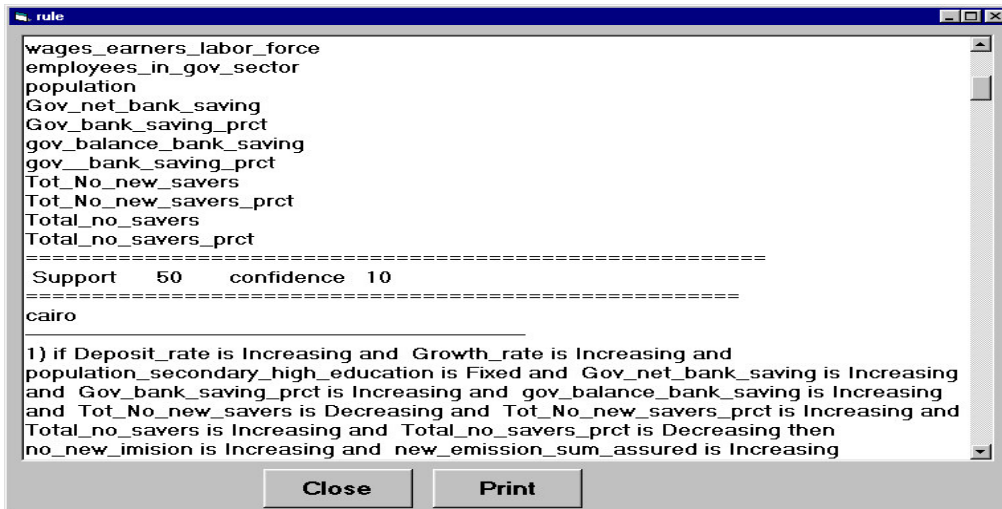 rule
wages_earners_labor_force
employees_in_gov_sector
population
Gov_net_bank_saving
Gov_bank_saving_prct
gov_balance_bank_saving
gov__bank_saving_prct
Tot_No_new_savers
Tot_No_new_savers_prct
Total_no_savers
Total_no_savers_prct
========================================================
Support 50 confidence 10
======================================================
cairo
1) if Deposit_rate is Increasing and Growth_rate is Increasing and
population_secondary_high_education is Fixed and Gov_net_bank_saving is Increasing
and Gov_bank_saving_prct is Increasing and gov_balance_bank_saving is Increasing
and Tot_No_new_savers is Decreasing and Tot_No_new_savers_prct is Increasing and
Total_no_savers is Increasing and Total_no_savers_prct is Decreasing then
no_new_imision is Increasing and new_emission_sum_assured is Increasing
Close Print